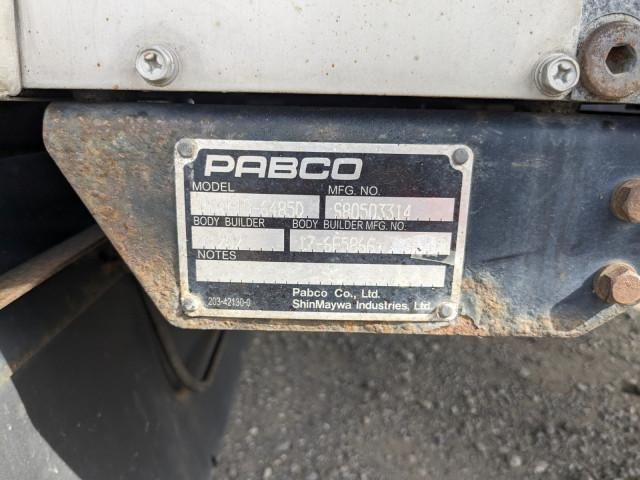 PABCO
MODEL MFG. NO.
S80503314
BODY BUILDER BODY BUILDER MFG. NO.
NOTES
Pabco Co., Ltd.
203-42130-0 ShinMaywa Industries, Ltd.